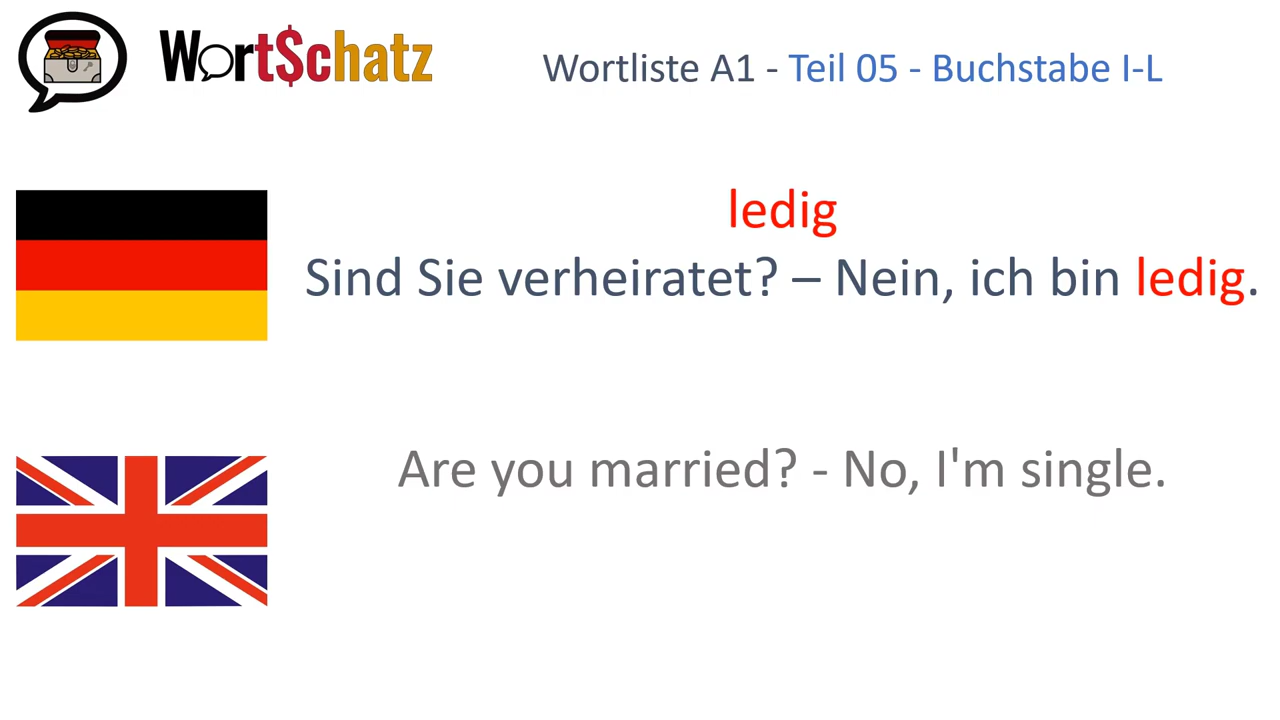 Wort$chatz
Wortliste A1 - Teil 05 - Buchstabe I-L
ledig
Sind Sie verheiratet? – Nein, ich bin ledig.
Are you married? - No, I'm single.